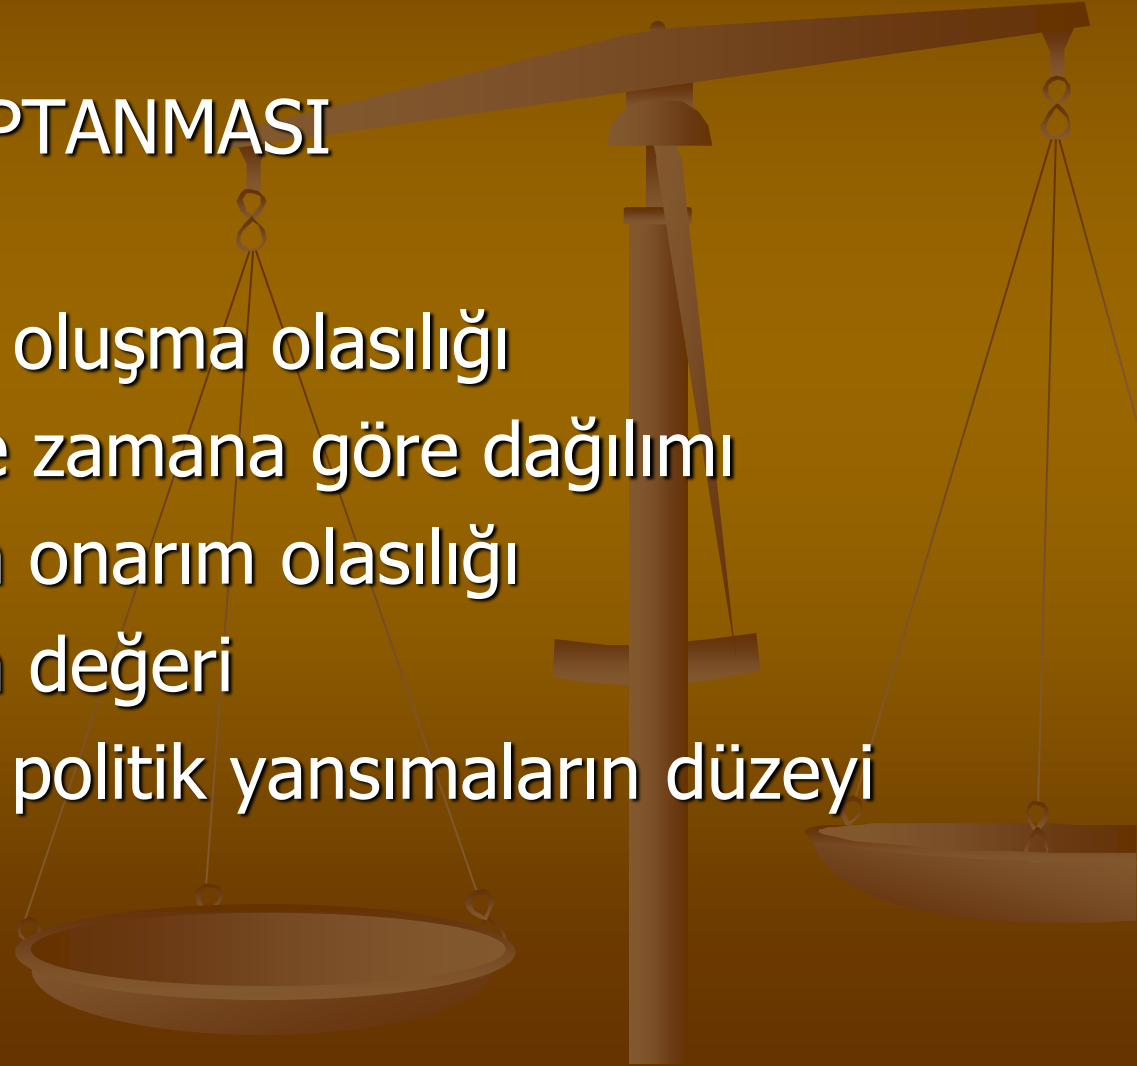 PTANMASI
oluşma olasılığı
e zamana göre dağılımı
onarım olasılığı
değeri
politik yansımaların düzeyi